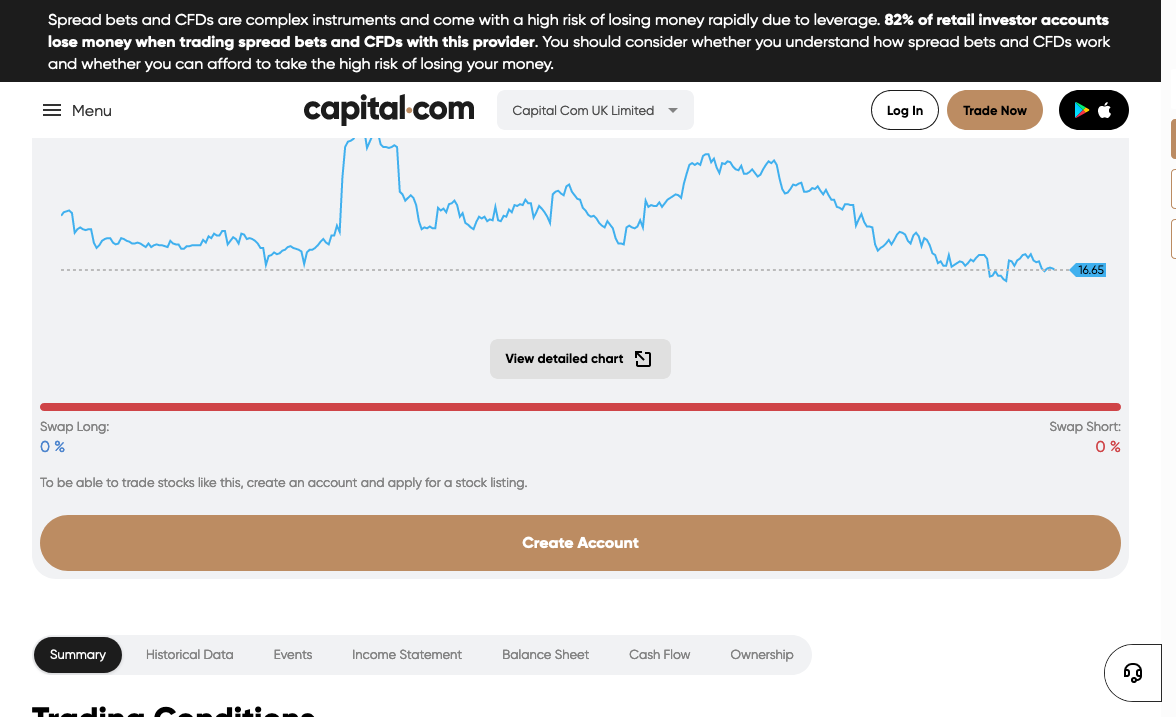 Spread bets and CFDs are complex instruments and come with a high risk of losing money rapidly due to leverage. 82% of retail investor accounts
lose money when trading spread bets and CFDs with this provider. You should consider whether you understand how spread bets and CFDs work
and whether you can afford to take the high risk of losing your money.
Menu
capital.com
Capital Com UK Limited
Log In
Trade Now
16.65
View detailed chart
Swap Long:
Swap Short:
0 %
0 %
To be able to trade stocks like this, create an account and apply for a stock listing.
Create Account
Summary
Historical Data
Events
Income Statement
Balance Sheet
Cash Flow
Ownership
Trading Conditions